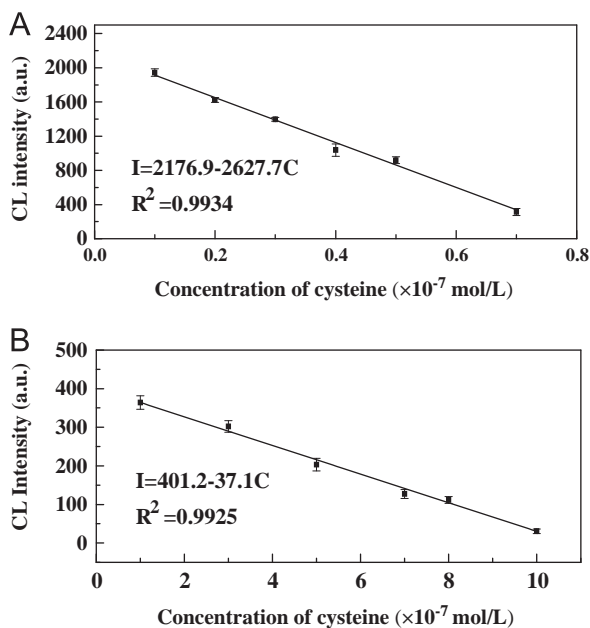 A
2400
2000
1600
1200
800
400
0
CL intensity (a.u.)
I=2176.9-2627.7C
R² =0.9934
0.0 0.2 0.4 0.6 0.8
Concentration of cysteine (×10⁻⁷ mol/L)
B
500
400
300
200
100
0
CL Intensity (a.u.)
I=401.2-37.1C
R² =0.9925
0 2 4 6 8 10
Concentration of cysteine (×10⁻⁷ mol/L)